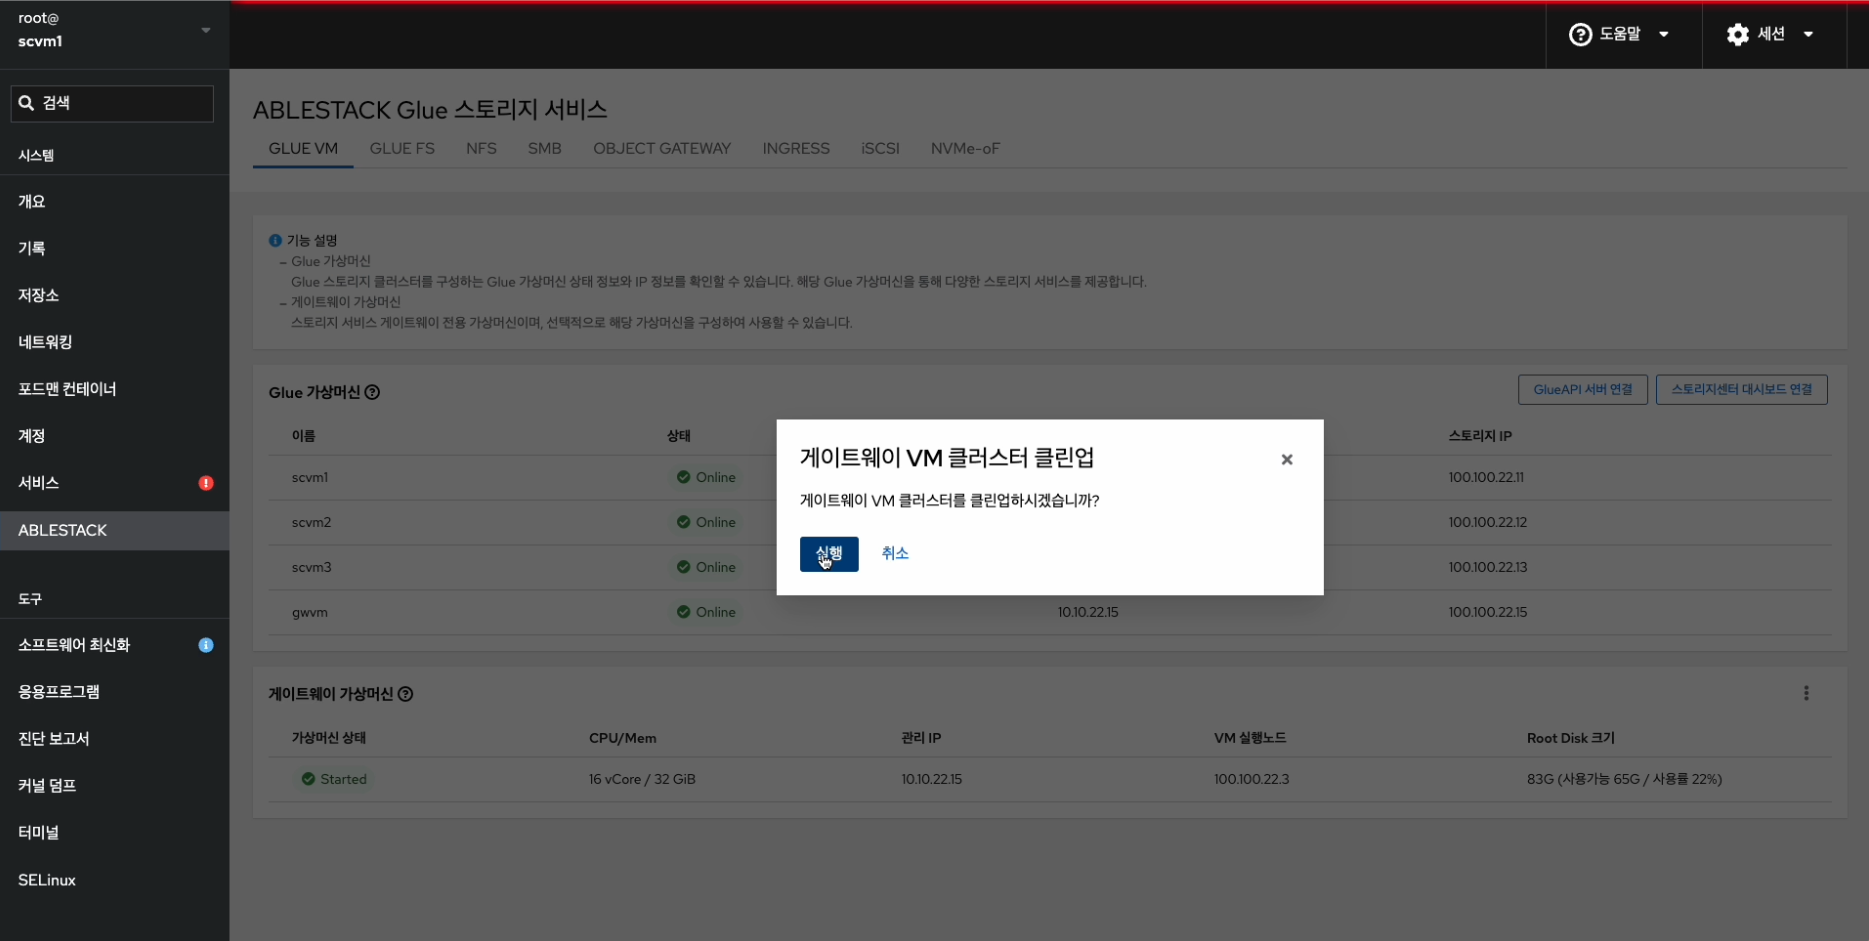 root@
scvm1
도움말
세션
검색
시스템
개요
기록
저장소
네트워킹
포드맨 컨테이너
계정
서비스
ABLESTACK
도구
소프트웨어 최신화
응용프로그램
진단 보고서
커널 덤프
터미널
SELinux
ABLESTACK Glue 스토리지 서비스
GLUE VM GLUE FS NFS SMB OBJECT GATEWAY INGRESS iSCSI NVMe-oF
기능 설명
– Glue 가상머신
Glue 스토리지 클러스터를 구성하는 Glue 가상머신 상태 정보와 IP 정보를 확인할 수 있습니다. 해당 Glue 가상머신을 통해 다양한 스토리지 서비스를 제공합니다.
– 게이트웨이 가상머신
스토리지 서비스 게이트웨이 전용 가상머신이며, 선택적으로 해당 가상머신을 구성하여 사용할 수 있습니다.
Glue 가상머신
GlueAPI 서버 연결 스토리지센터 대시보드 연결
이름 상태 스토리지 IP
scvm1 Online 100.100.22.11
scvm2 Online 100.100.22.12
scvm3 Online 100.100.22.13
gwvm Online 10.10.22.15 100.100.22.15
게이트웨이 VM 클러스터 클린업
게이트웨이 VM 클러스터를 클린업하시겠습니까?
실행 취소
게이트웨이 가상머신
가상머신 상태 CPU/Mem 관리 IP VM 실행노드 Root Disk 크기
Started 16 vCore / 32 GiB 10.10.22.15 100.100.22.3 83G (사용가능 65G / 사용률 22%)